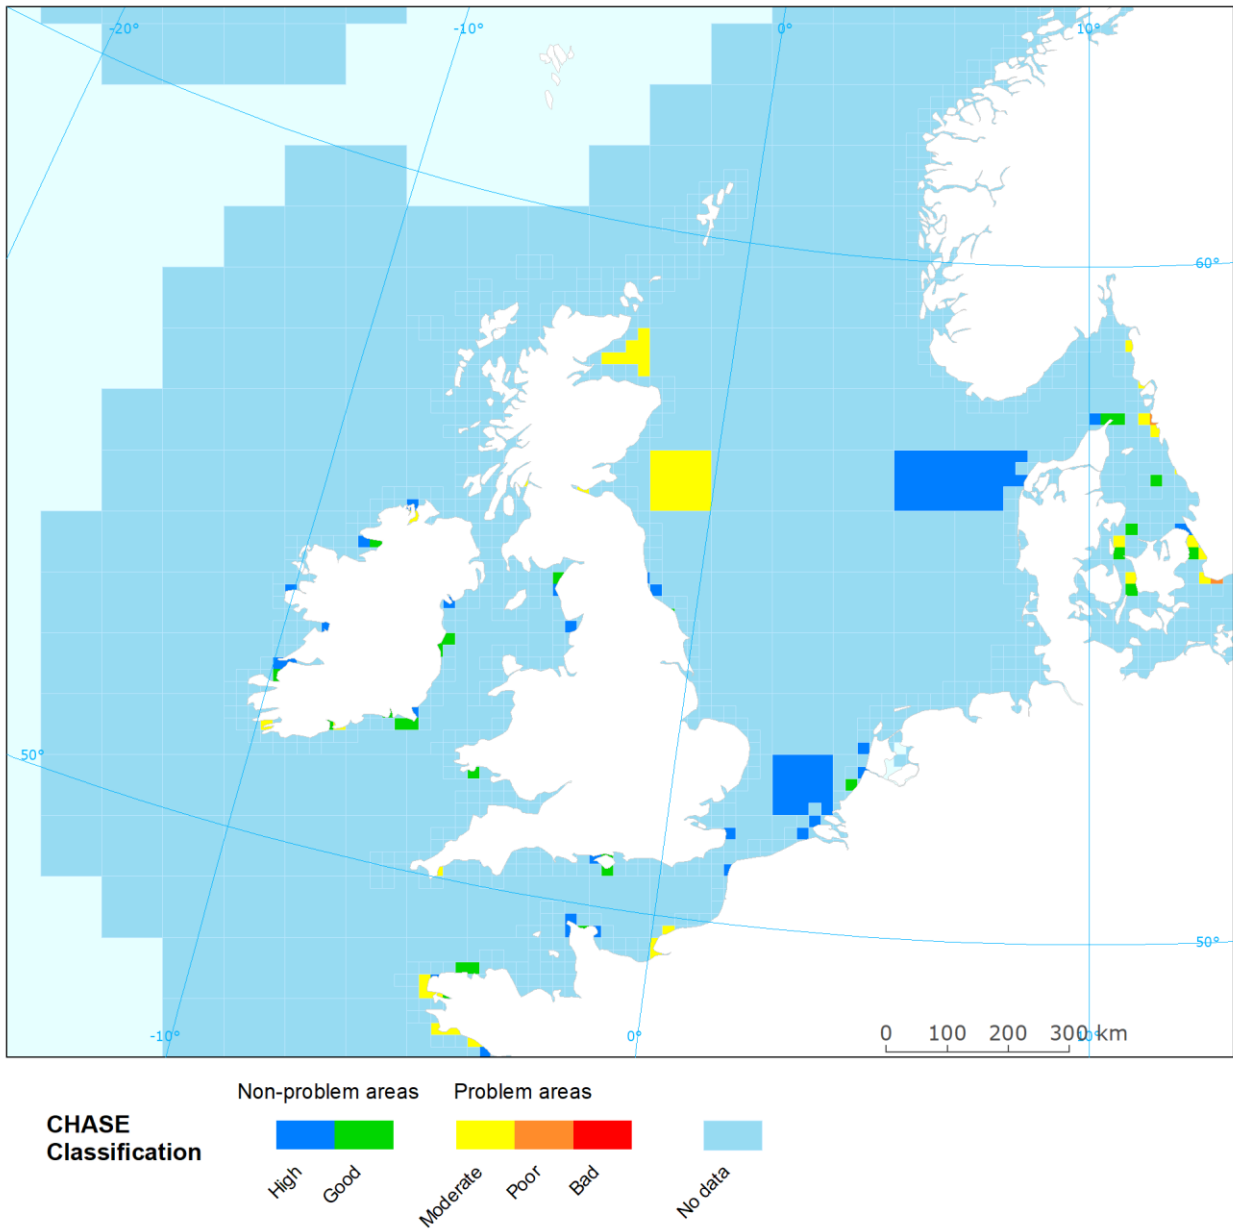 -20° -10° 0° 10°
60°
50° 50°
-10° 0° 10°
0 100 200 300 km
Non-problem areas Problem areas
CHASE
Classification
High Good Moderate Poor Bad No data